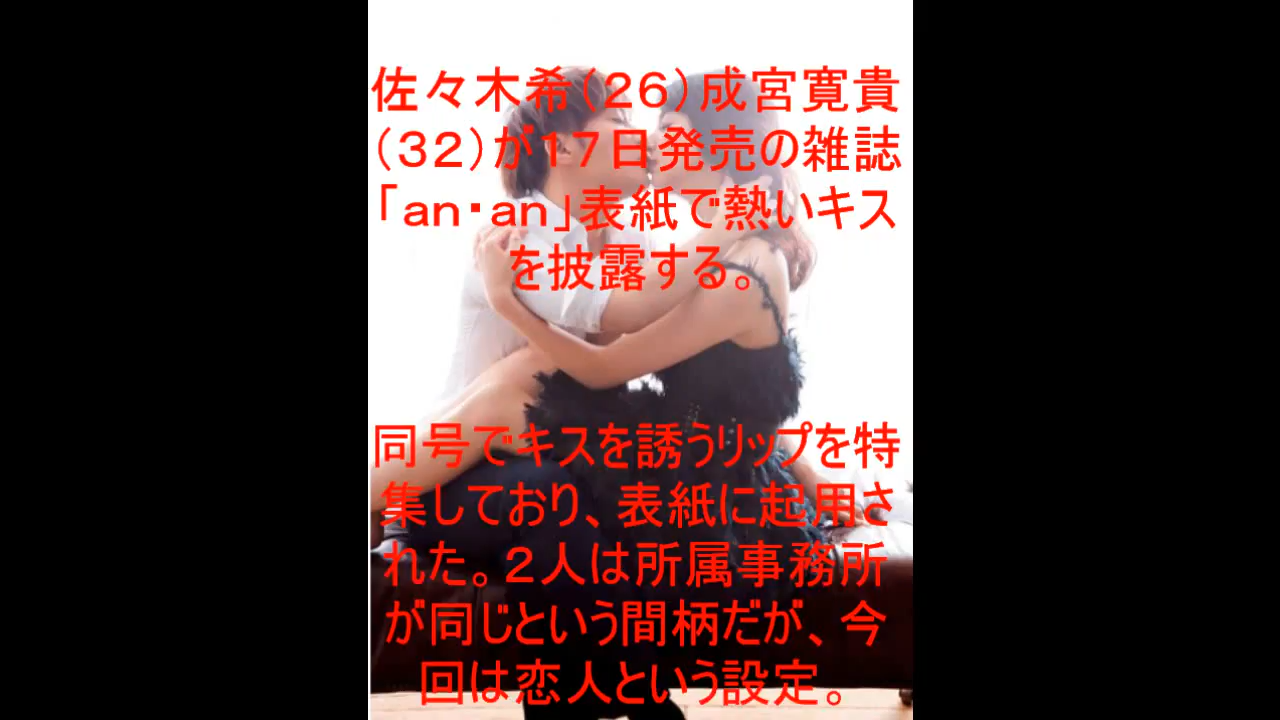 佐々木希(26)成宮寛貴
(32)が17日発売の雑誌
「an・an」表紙で熱いキス
を披露する。
同号でキスを誘うリップを特
集しており、表紙に起用さ
れた。2人は所属事務所
が同じという間柄だが、今
回は恋人という設定。